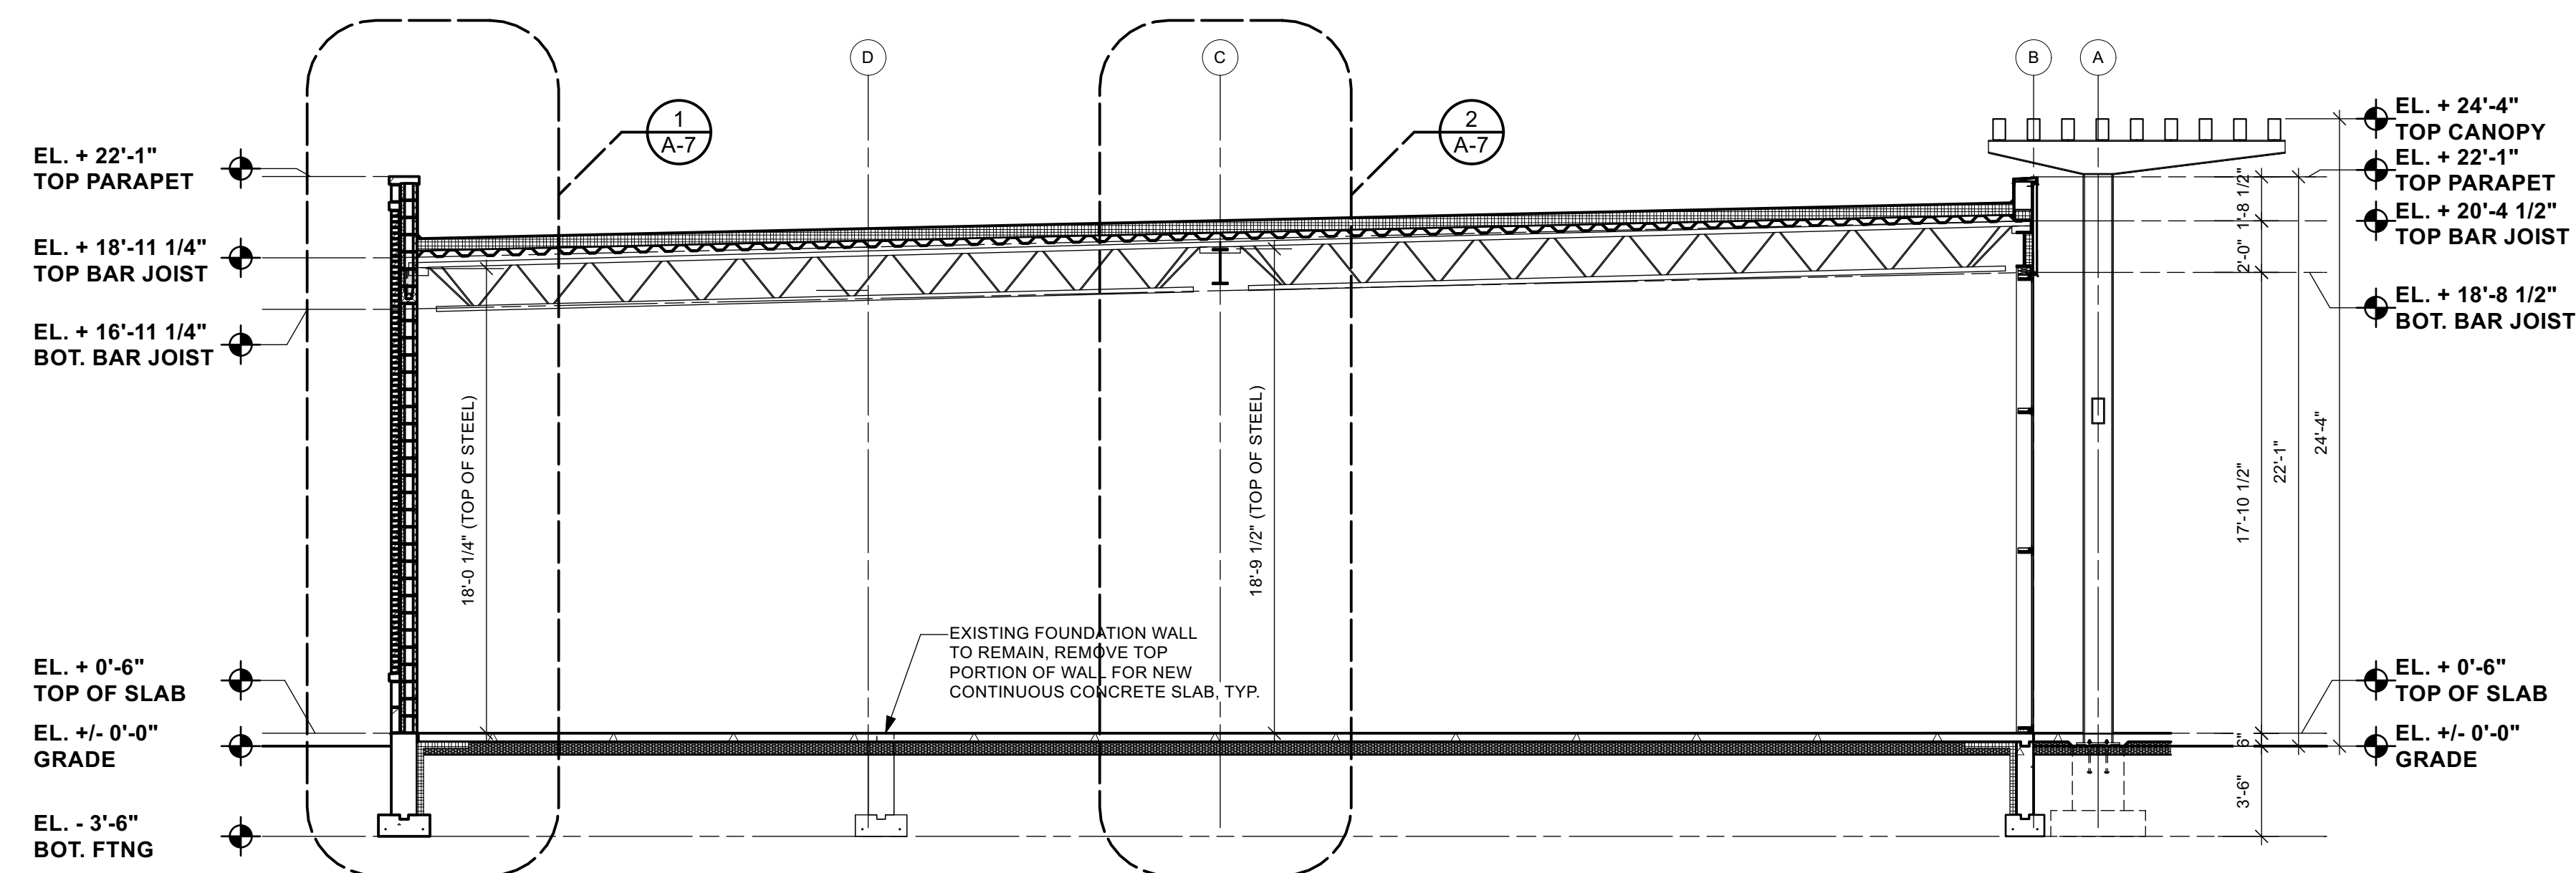 D
C
B
A
1
A-7
2
A-7
EL. + 22'-1"
TOP PARAPET
EL. + 18'-11 1/4"
TOP BAR JOIST
EL. + 16'-11 1/4"
BOT. BAR JOIST
EL. + 0'-6"
TOP OF SLAB
EL. +/- 0'-0"
GRADE
EL. - 3'-6"
BOT. FTNG
18'-0 1/4" (TOP OF STEEL)
EXISTING FOUNDATION WALL
TO REMAIN, REMOVE TOP
PORTION OF WALL FOR NEW
CONTINUOUS CONCRETE SLAB, TYP.
18'-9 1/2" (TOP OF STEEL)
1'-8 1/2"
2'-0"
17'-10 1/2"
6"
3'-6"
22'-1"
24'-4"
EL. + 24'-4"
TOP CANOPY
EL. + 22'-1"
TOP PARAPET
EL. + 20'-4 1/2"
TOP BAR JOIST
EL. + 18'-8 1/2"
BOT. BAR JOIST
EL. + 0'-6"
TOP OF SLAB
EL. +/- 0'-0"
GRADE